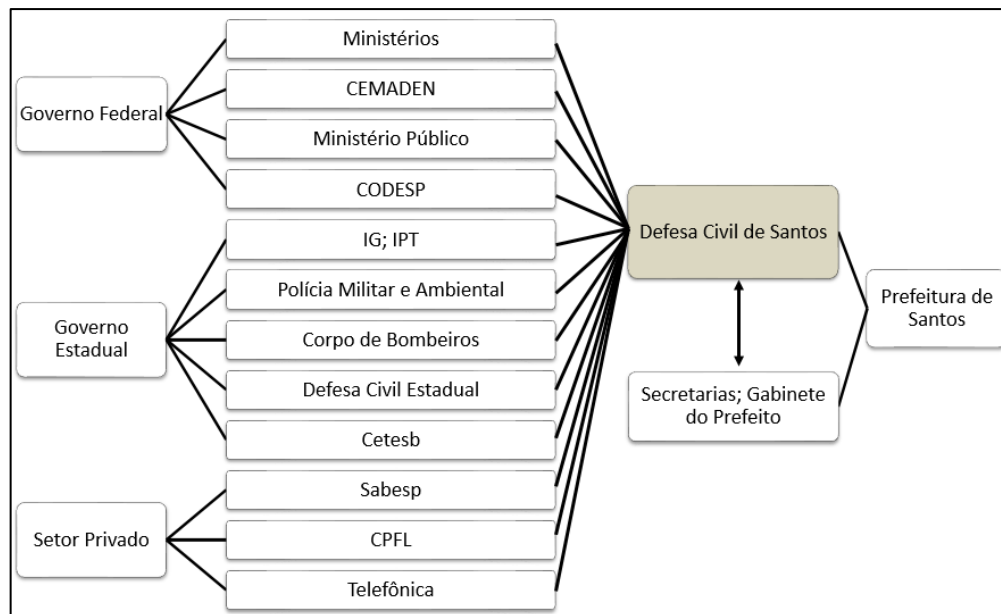 Ministérios
CEMADEN
Governo Federal
Ministério Público
CODESP
IG; IPT
Polícia Militar e Ambiental
Governo
Estadual
Corpo de Bombeiros
Defesa Civil Estadual
Cetesb
Sabesp
Setor Privado
CPFL
Telefônica
Defesa Civil de Santos
Secretarias; Gabinete
do Prefeito
Prefeitura de
Santos